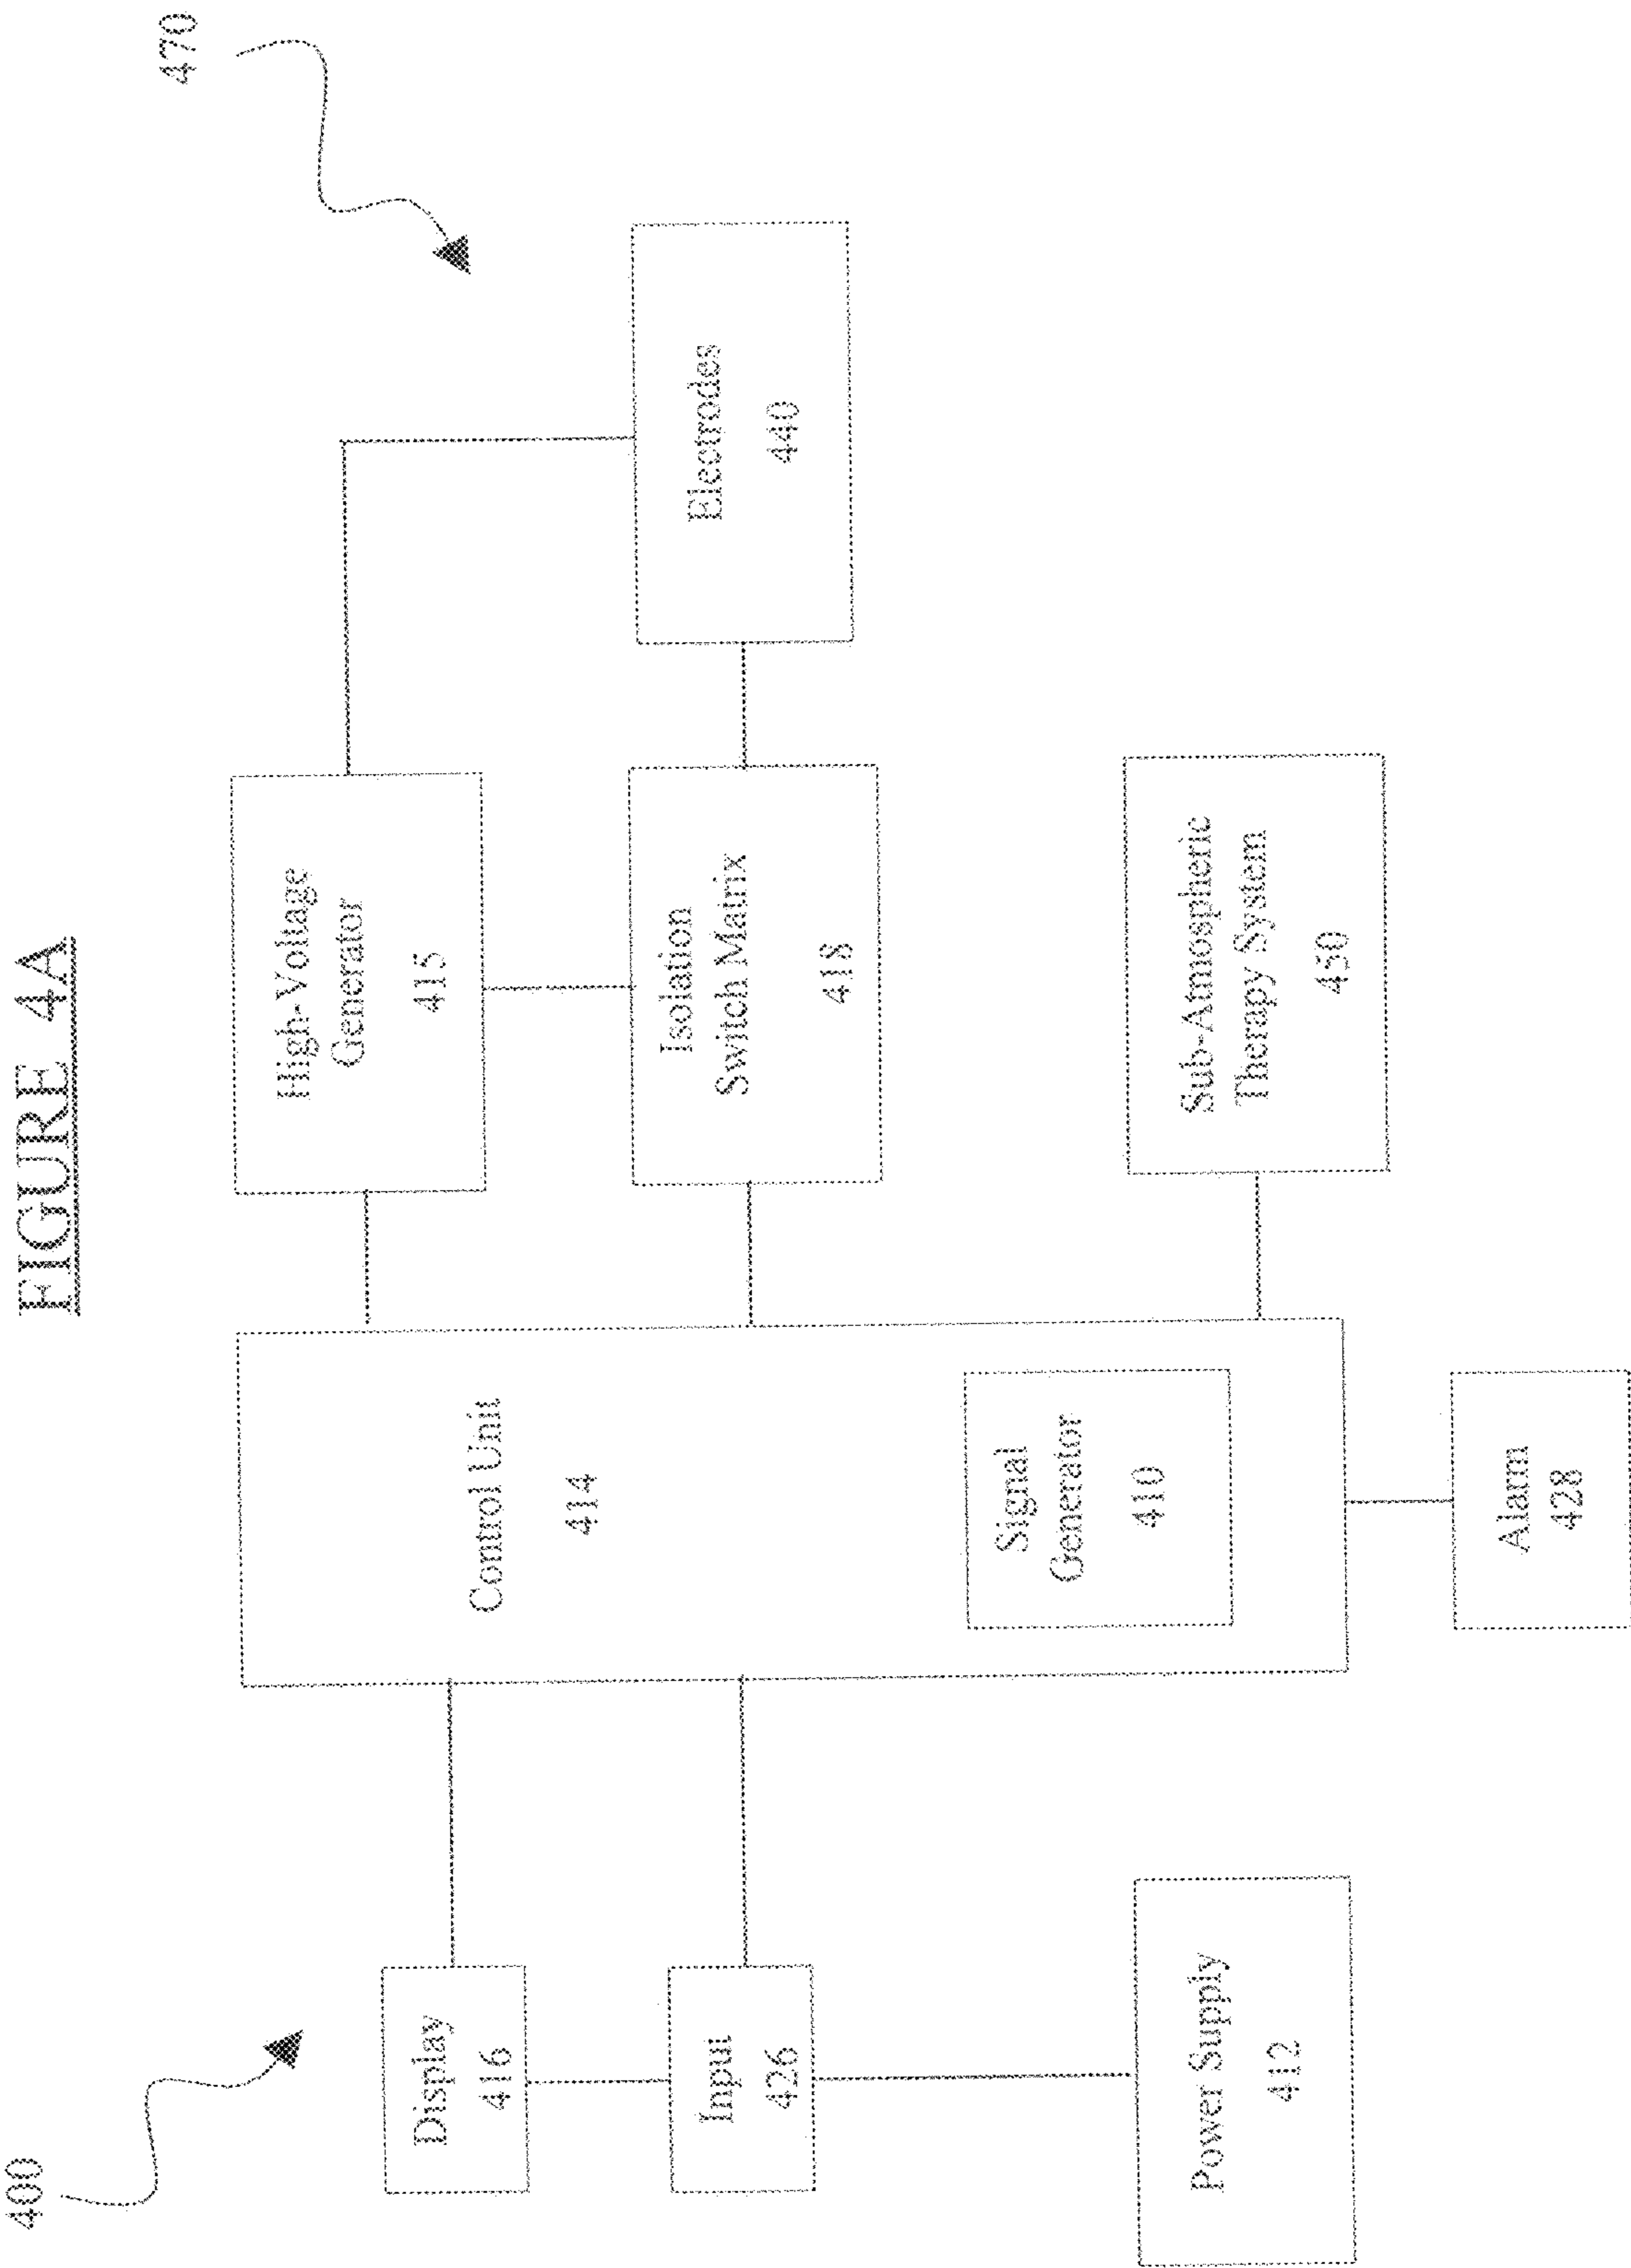 FIGURE 4A
400
470
Display
416
Input
426
Power Supply
412
Control Unit
414
Signal
Generator
410
Alarm
428
High-Voltage
Generator
415
Isolation
Switch Matrix
418
Sub-Atmospheric
Therapy System
450
Electrodes
440